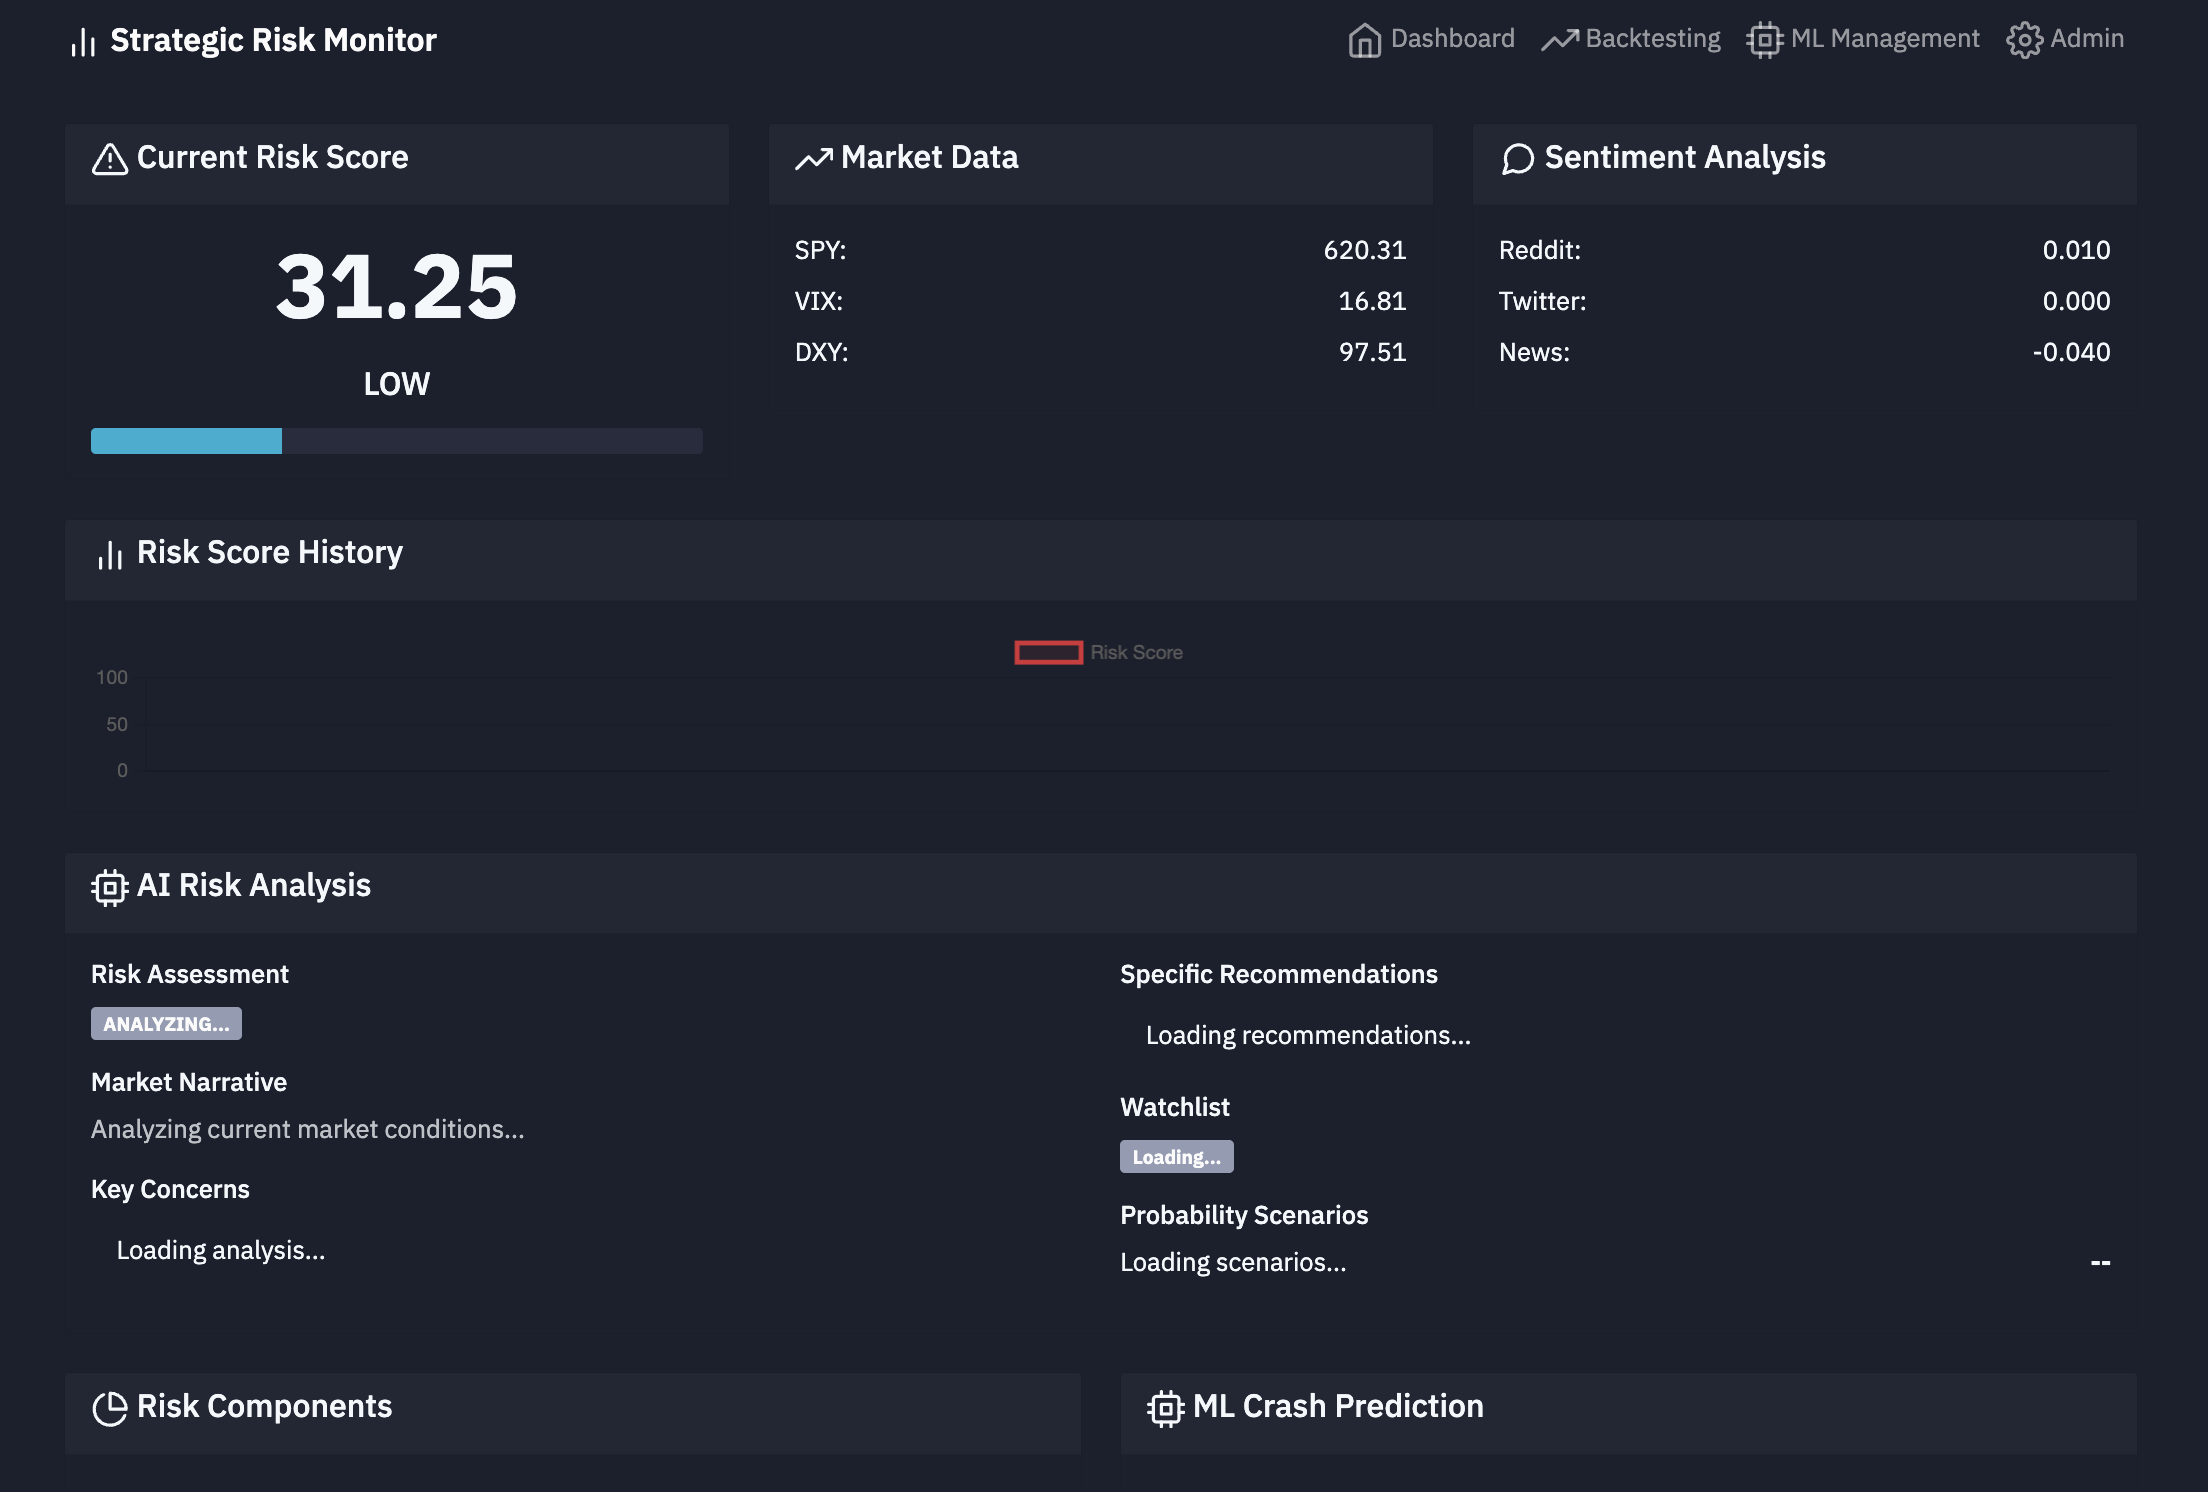 Strategic Risk Monitor
Dashboard
Backtesting
ML Management
Admin
Current Risk Score
31.25
LOW
Market Data
SPY: 620.31
VIX: 16.81
DXY: 97.51
Sentiment Analysis
Reddit: 0.010
Twitter: 0.000
News: -0.040
Risk Score History
Risk Score
100
50
0
AI Risk Analysis
Risk Assessment
ANALYZING...
Market Narrative
Analyzing current market conditions...
Key Concerns
Loading analysis...
Specific Recommendations
Loading recommendations...
Watchlist
Loading...
Probability Scenarios
Loading scenarios... --
Risk Components
ML Crash Prediction